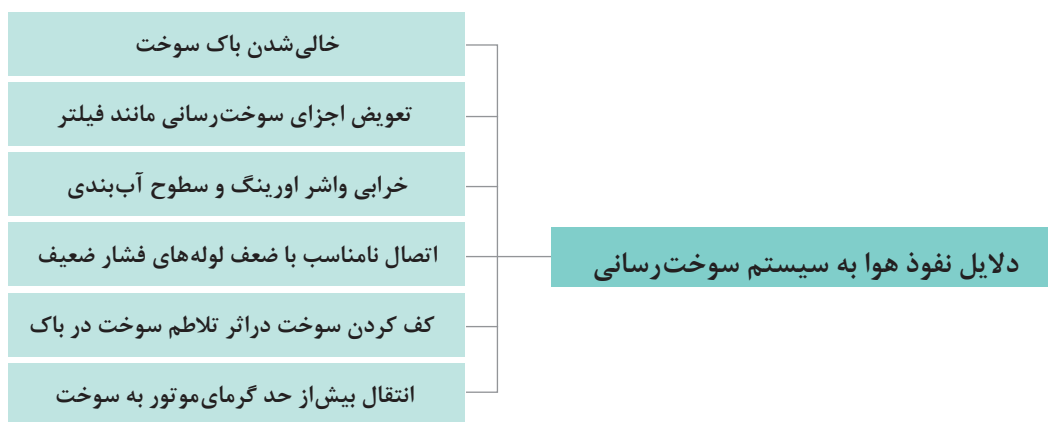 دلایل نفوذ هوا به سیستم سوخت‌رسانی
خالی‌شدن باک سوخت
تعویض اجزای سوخت‌رسانی مانند فیلتر
خرابی واشر اورینگ و سطوح آب‌بندی
اتصال نامناسب با ضعف لوله‌های فشار ضعیف
کف کردن سوخت دراثر تلاطم سوخت در باک
انتقال بیش‌از حد گرمای‌موتور به سوخت